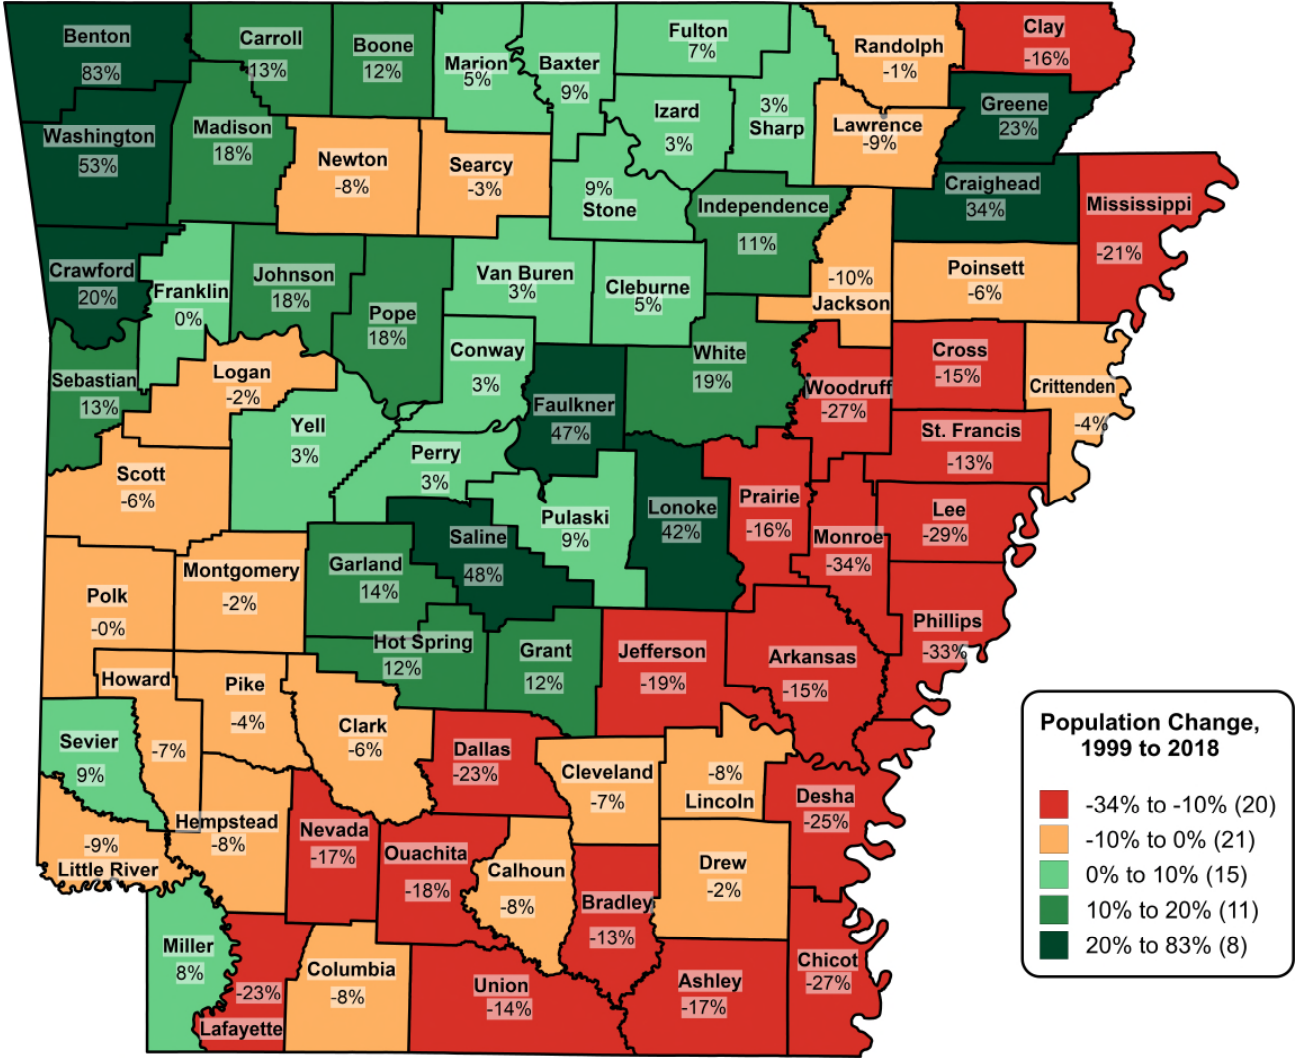 Benton
83%
Carroll
13%
Boone
12%
Marion
5%
Baxter
9%
Fulton
7%
Randolph
-1%
Clay
-16%
Washington
53%
Madison
18%
Newton
-8%
Searcy
-3%
9%
Stone
Izard
3%
3%
Sharp
Lawrence
-9%
Greene
23%
Craighead
34%
Mississippi
-21%
Independence
11%
Crawford
20%
Franklin
0%
Johnson
18%
Pope
18%
Van Buren
3%
Cleburne
5%
-10%
Jackson
Poinsett
-6%
Sebastian
13%
Logan
-2%
Conway
3%
White
19%
Woodruff
-27%
Cross
-15%
Crittenden
-4%
Yell
3%
Faulkner
47%
St. Francis
-13%
Scott
-6%
Perry
3%
Pulaski
9%
Lonoke
42%
Prairie
-16%
Monroe
-34%
Lee
-29%
Saline
48%
Garland
14%
Montgomery
-2%
Polk
-0%
Hot Spring
12%
Grant
12%
Jefferson
-19%
Arkansas
-15%
Phillips
-33%
Howard
-7%
Pike
-4%
Clark
-6%
Dallas
-23%
Cleveland
-7%
-8%
Lincoln
Desha
-25%
Sevier
9%
-9%
Little River
Hempstead
-8%
Nevada
-17%
Ouachita
-18%
Calhoun
-8%
Bradley
-13%
Drew
-2%
Miller
8%
-23%
Lafayette
Columbia
-8%
Union
-14%
Ashley
-17%
Chicot
-27%
Population Change,
1999 to 2018
-34% to -10% (20)
-10% to 0% (21)
0% to 10% (15)
10% to 20% (11)
20% to 83% (8)